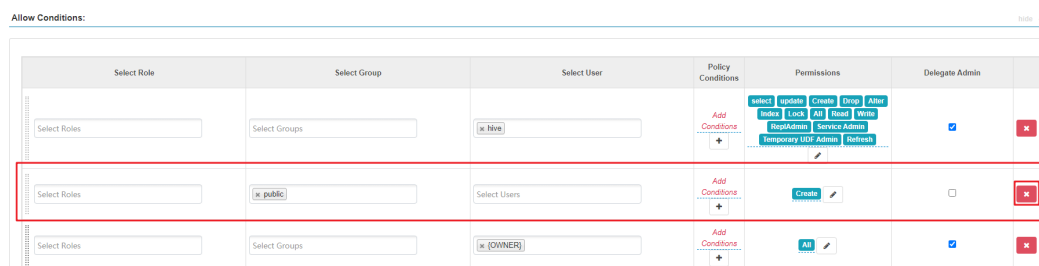 Allow Conditions:
hide
Select Role Select Group Select User Policy Conditions Permissions Delegate Admin
Select Roles Select Groups × hive Add Conditions + select update Create Drop Alter
Index Lock All Read Write
ReplAdmin Service Admin
Temporary UDF Admin Refresh
Select Roles × public Select Users Add Conditions + Create
Select Roles Select Groups × {OWNER} Add Conditions + All